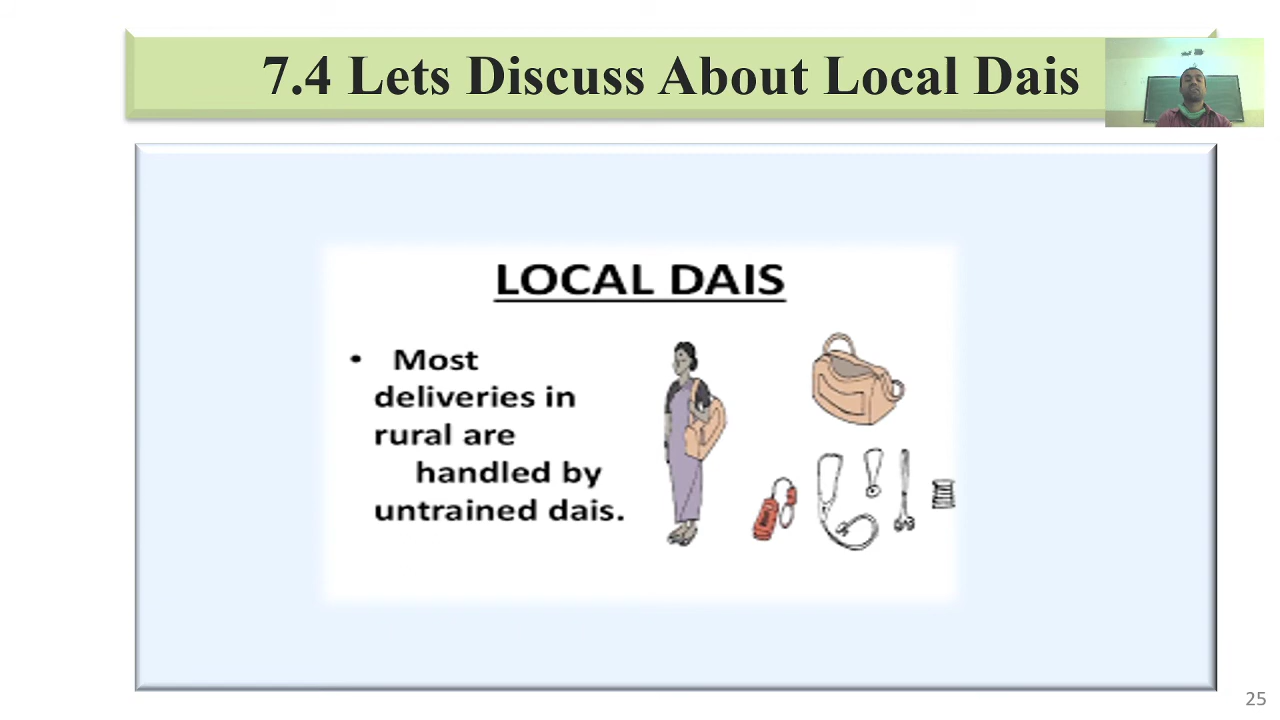 7.4 Lets Discuss About Local Dais
LOCAL DAIS
• Most
deliveries in
rural are
handled by
untrained dais.
25